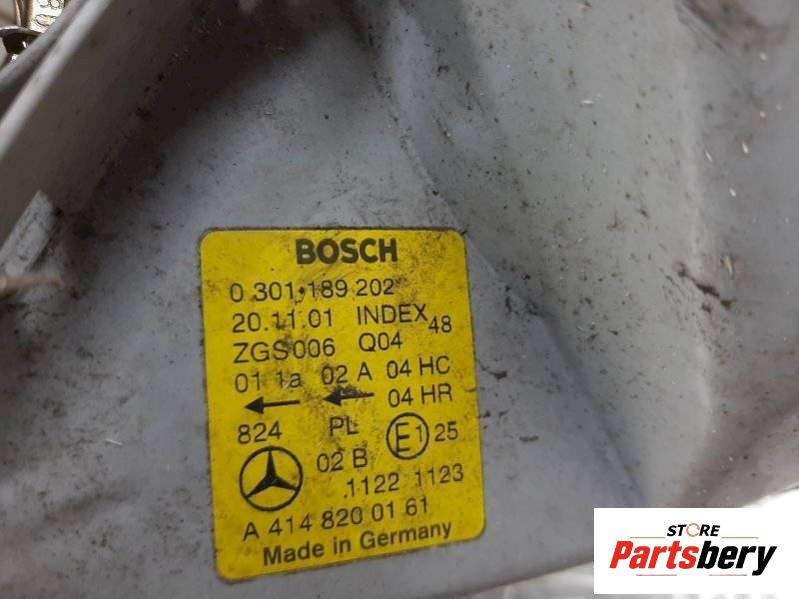 BOSCH
0 301 189 202
20.11.01 INDEX 48
ZGS006 Q04
01 1a 02 A 04 HC
04 HR
824 PL E1 25
02 B
.1122 1123
A 414 820 01 61
Made in Germany
STORE
Partsbery